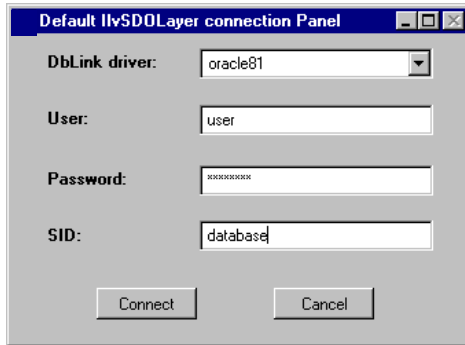 Default IlvSDOLayer connection Panel
DbLink driver: oracle81
User: user
Password: ××××××××
SID: database
Connect Cancel